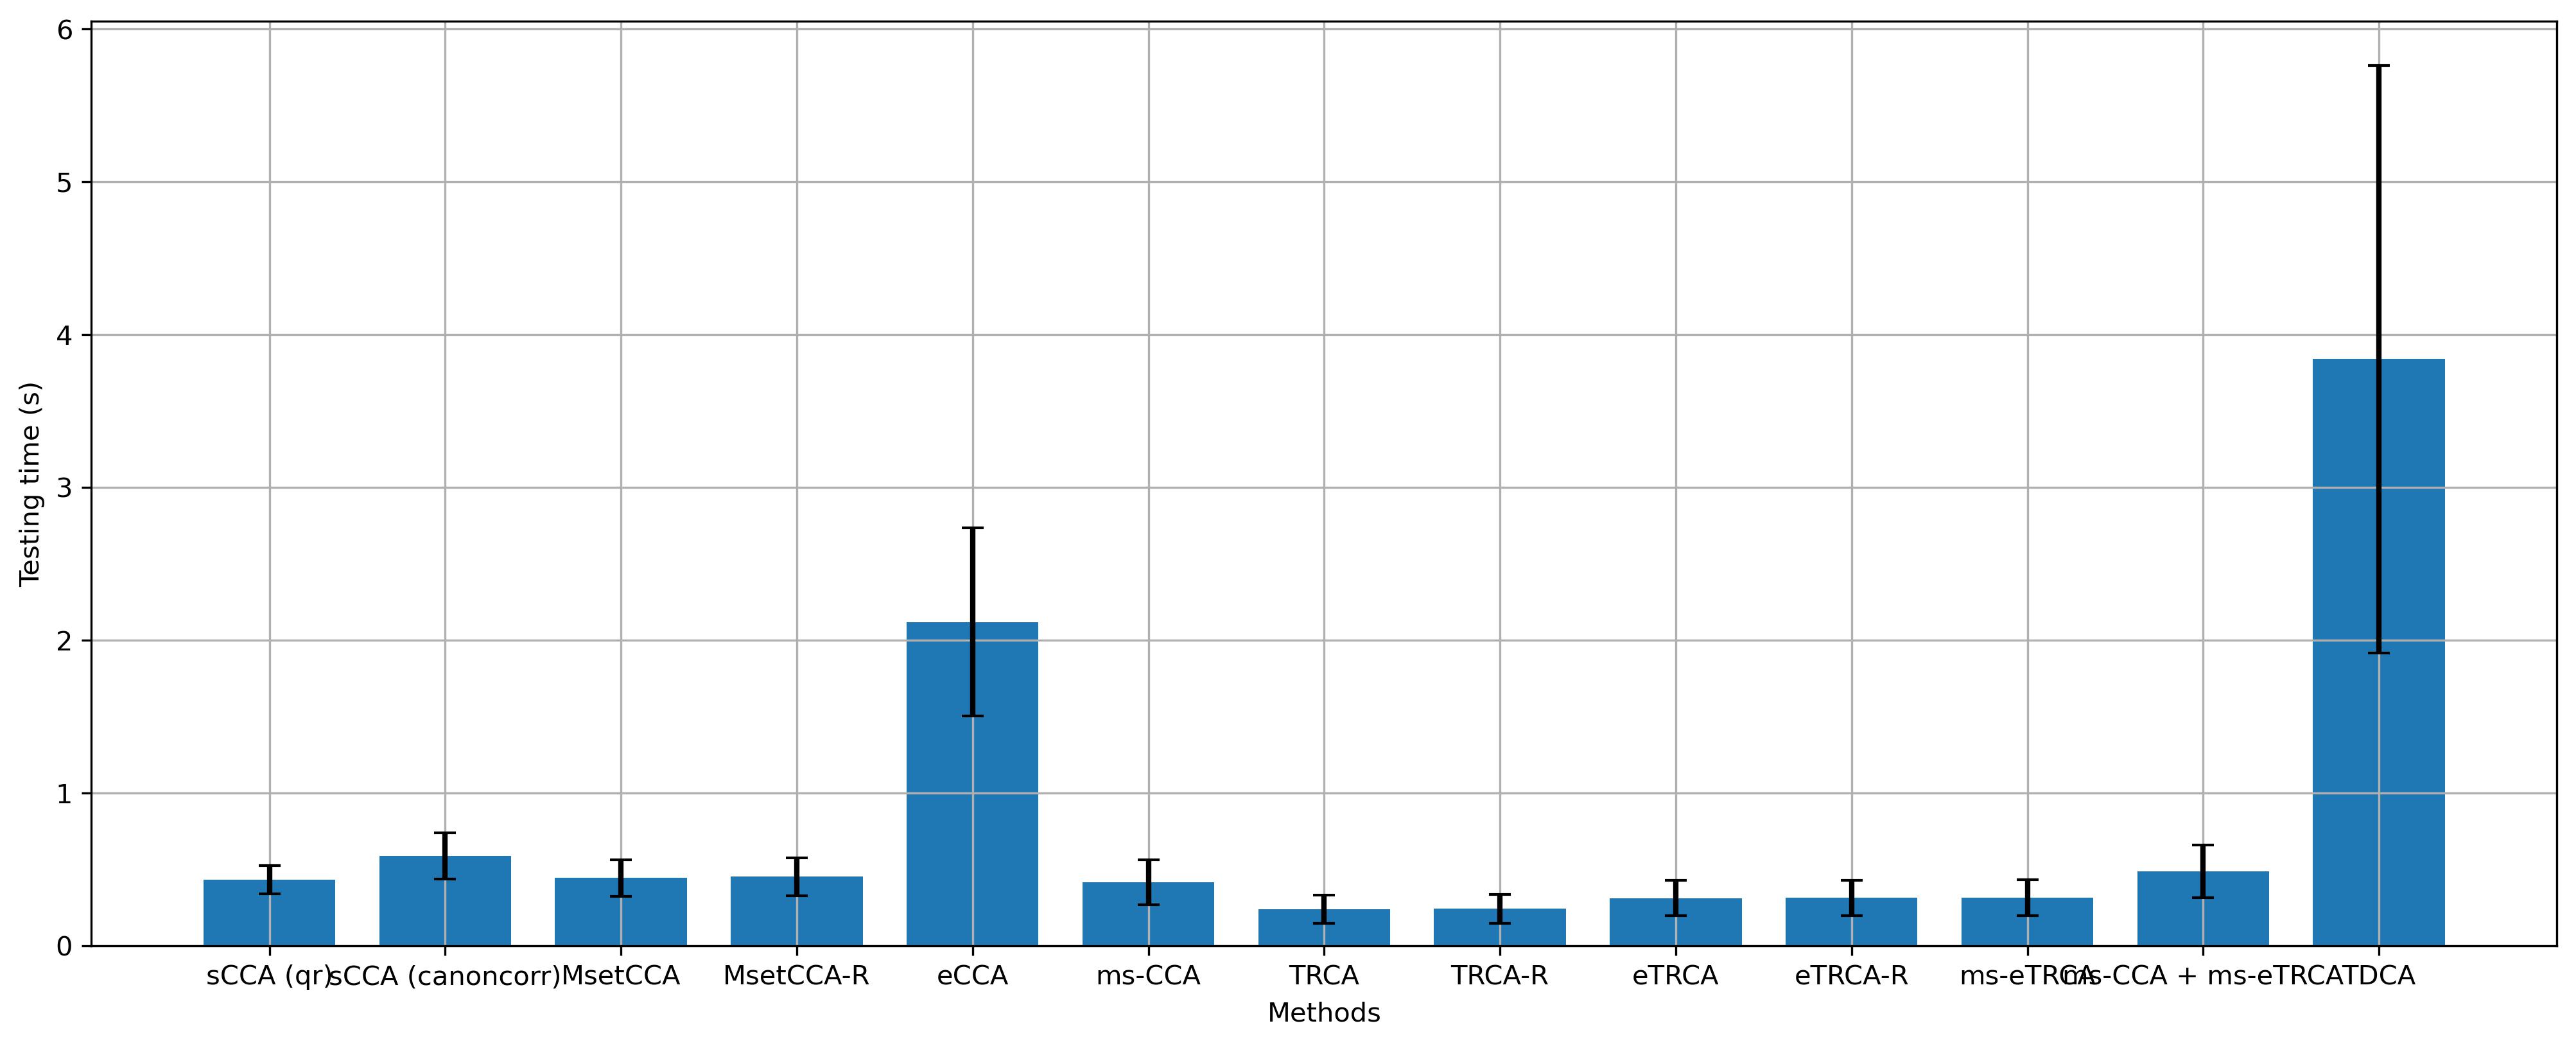 6
5
4
3
2
1
0
Testing time (s)
sCCA (qr) sCCA (canoncorr) MsetCCA MsetCCA-R eCCA ms-CCA TRCA TRCA-R eTRCA eTRCA-R ms-eTRCA ms-CCA + ms-eTRCA TDCA
Methods